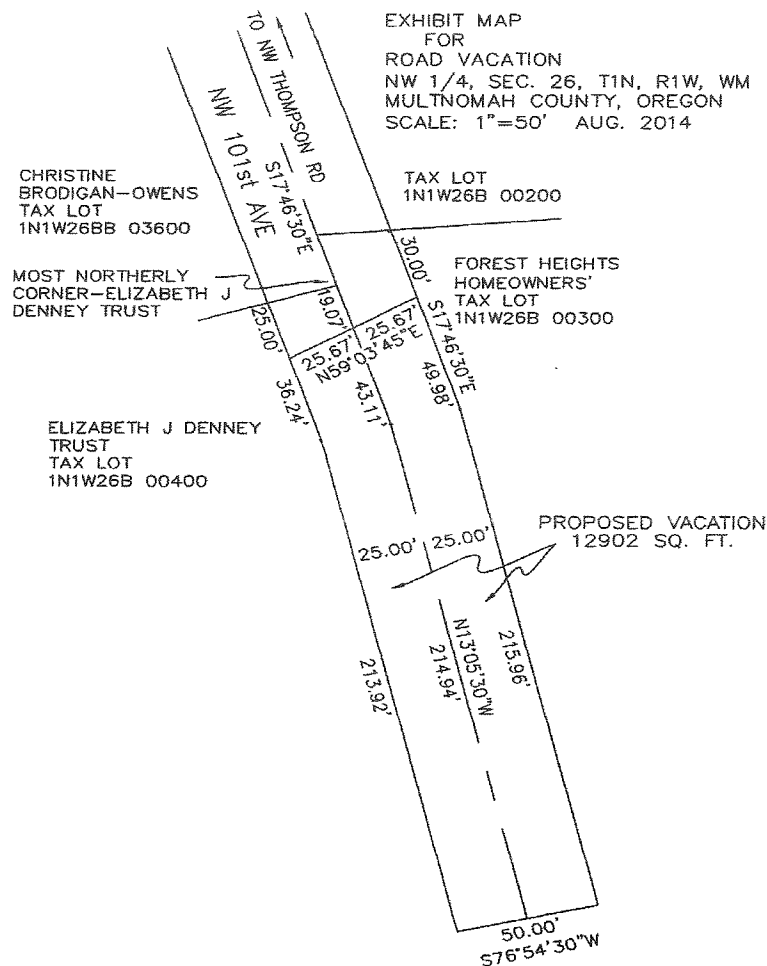 EXHIBIT MAP
FOR
ROAD VACATION
NW 1/4, SEC. 26, T1N, R1W, WM
MULTNOMAH COUNTY, OREGON
SCALE: 1"=50' AUG. 2014
TO NW THOMPSON RD
NW 101st AVE
S17°46'30"E
CHRISTINE
BRODIGAN-OWENS
TAX LOT
1N1W26BB 03600
TAX LOT
1N1W26B 00200
MOST NORTHERLY
CORNER-ELIZABETH J
DENNEY TRUST
30.00'
FOREST HEIGHTS
HOMEOWNERS'
TAX LOT
1N1W26B 00300
19.07'
25.00'
25.67' 25.67'
N59°03'45"E
S17°46'30"E
49.98'
36.24'
43.11'
ELIZABETH J DENNEY
TRUST
TAX LOT
1N1W26B 00400
PROPOSED VACATION
12902 SQ. FT.
25.00' 25.00'
N13°05'30"W
214.94'
213.92'
215.96'
50.00'
S76°54'30"W